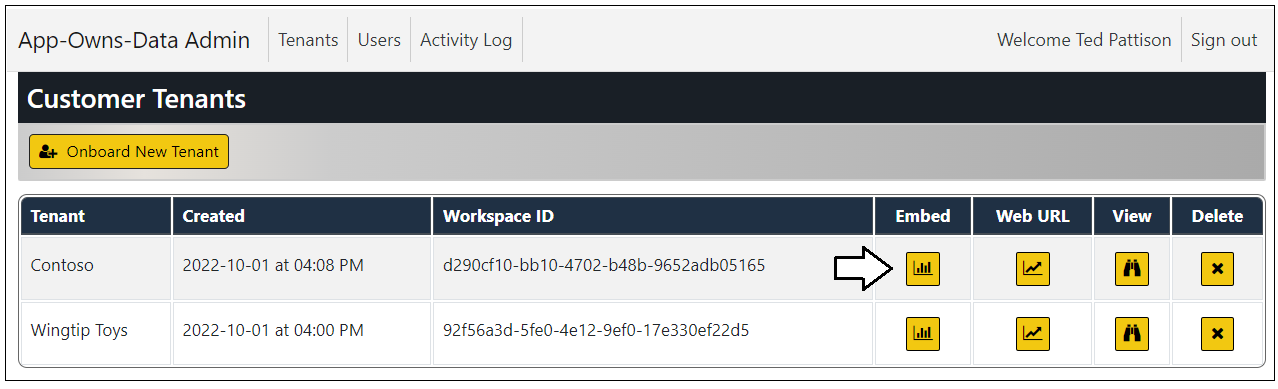 App-Owns-Data Admin Tenants Users Activity Log Welcome Ted Pattison Sign out
Customer Tenants
Onboard New Tenant
Tenant Created Workspace ID Embed Web URL View Delete
Contoso 2022-10-01 at 04:08 PM d290cf10-bb10-4702-b48b-9652adb05165
Wingtip Toys 2022-10-01 at 04:00 PM 92f56a3d-5fe0-4e12-9ef0-17e330ef22d5